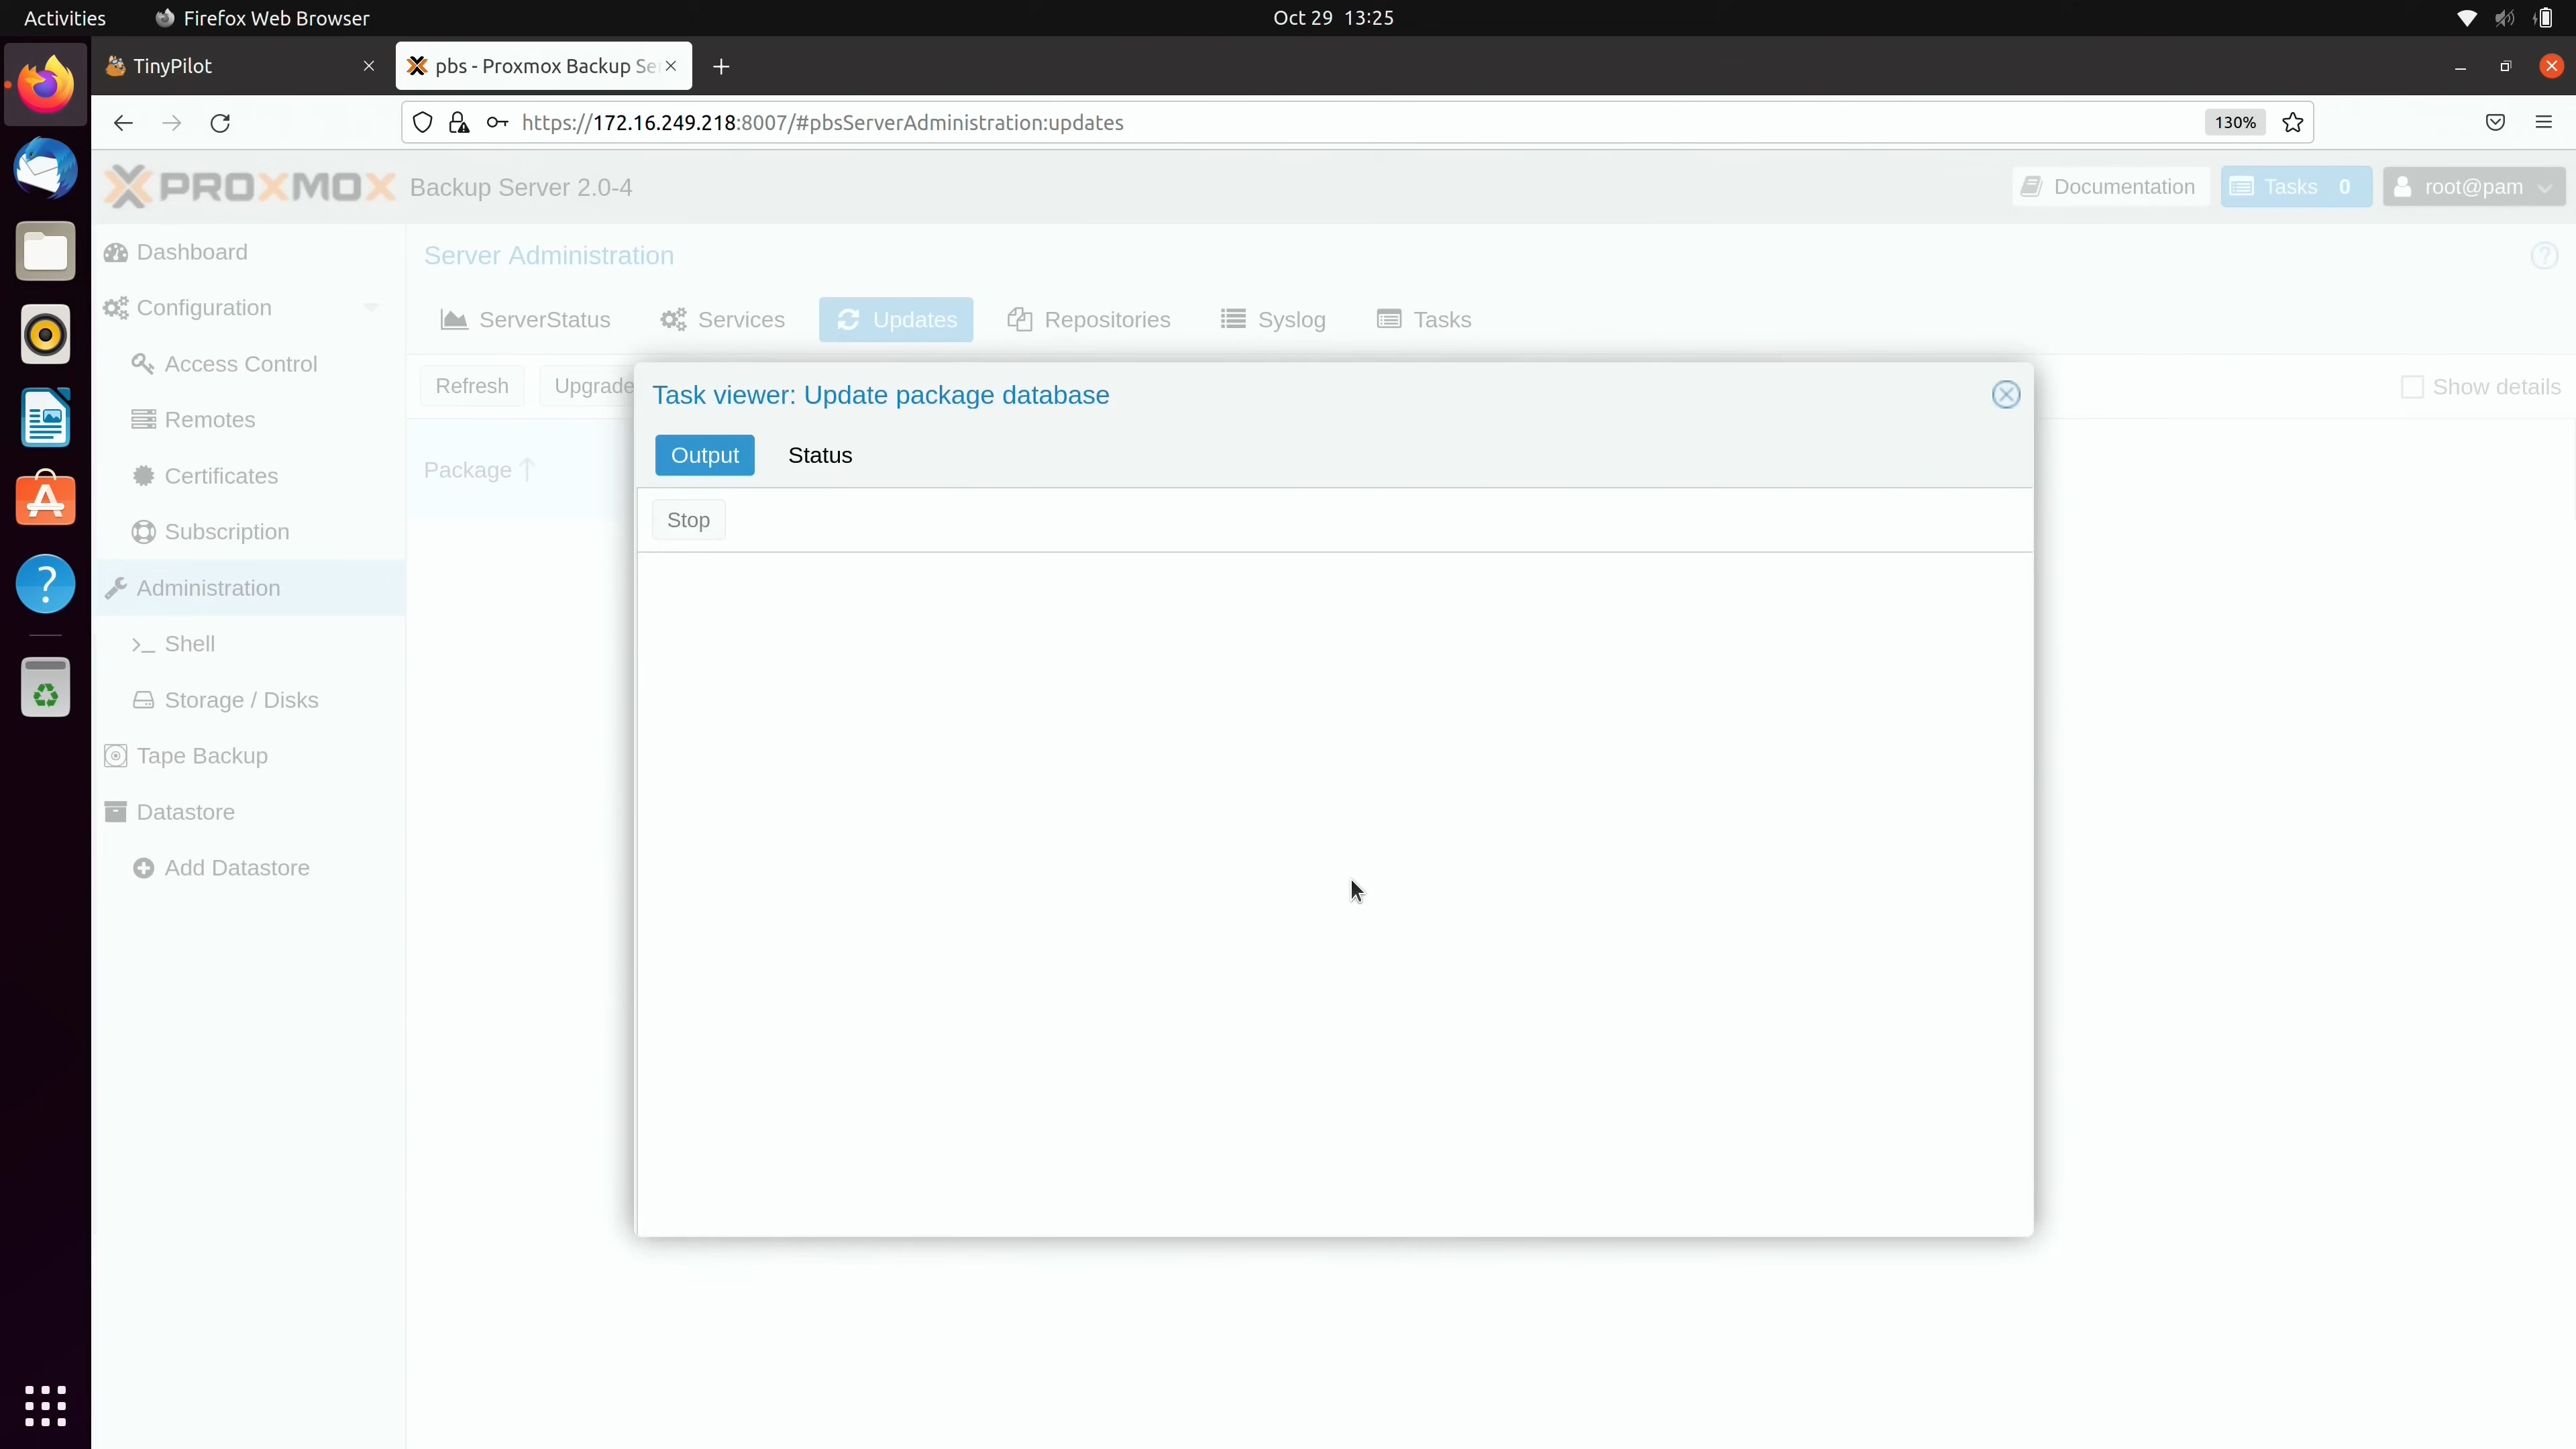 Activities
Firefox Web Browser
Oct 29 13:25
TinyPilot
pbs - Proxmox Backup Se
https://172.16.249.218:8007/#pbsServerAdministration:updates
130%
PROXMOX
Backup Server 2.0-4
Documentation
Tasks 0
root@pam
Dashboard
Configuration
Access Control
Remotes
Certificates
Subscription
Administration
Shell
Storage / Disks
Tape Backup
Datastore
Add Datastore
Server Administration
ServerStatus
Services
Updates
Repositories
Syslog
Tasks
Refresh
Upgrade
Show details
Package
Task viewer: Update package database
Output
Status
Stop